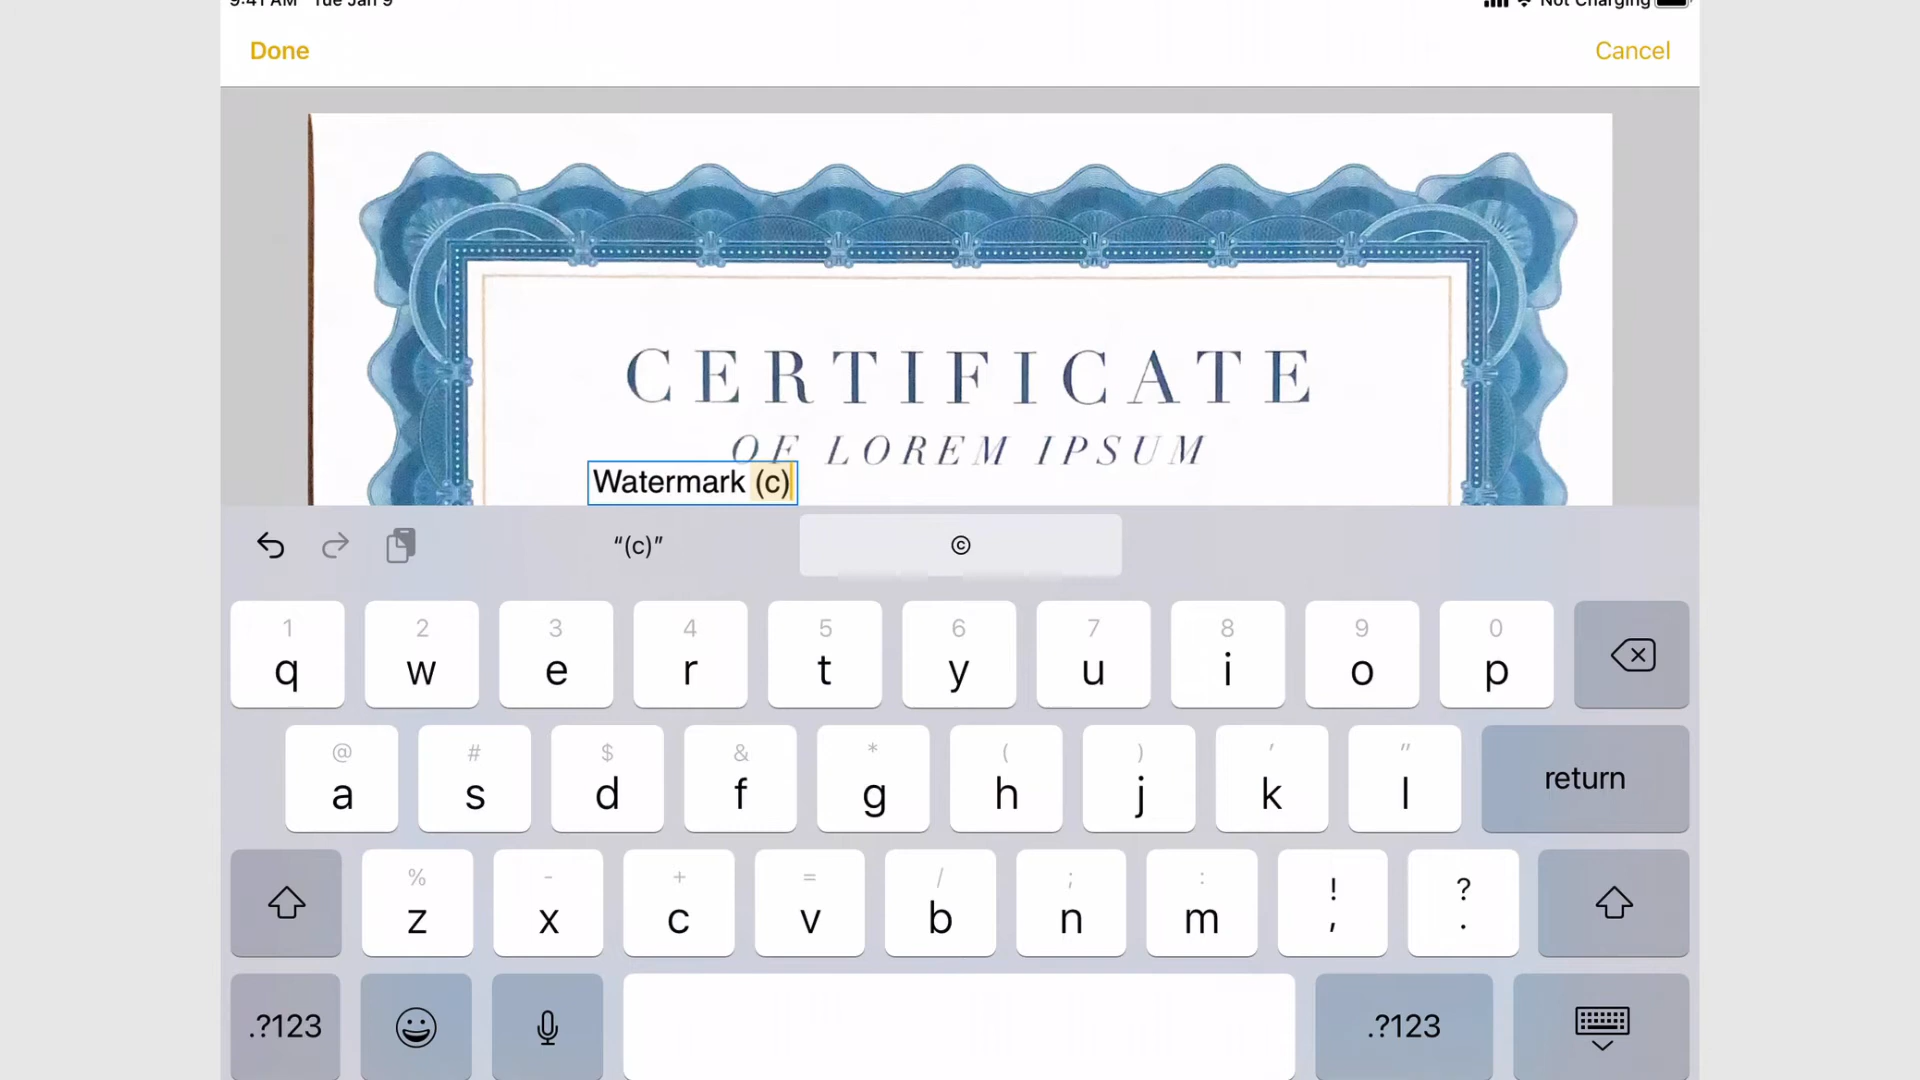 9:41 AM Tue Jan 9 Not Charging
Done Cancel
CERTIFICATE
OF LOREM IPSUM
Watermark (c)
“(c)” ©
1 2 3 4 5 6 7 8 9 0
q w e r t y u i o p
@ # $ & * ( ) ' "
a s d f g h j k l return
% - + = / ; : ! ?
z x c v b n m , .
.?123 .?123